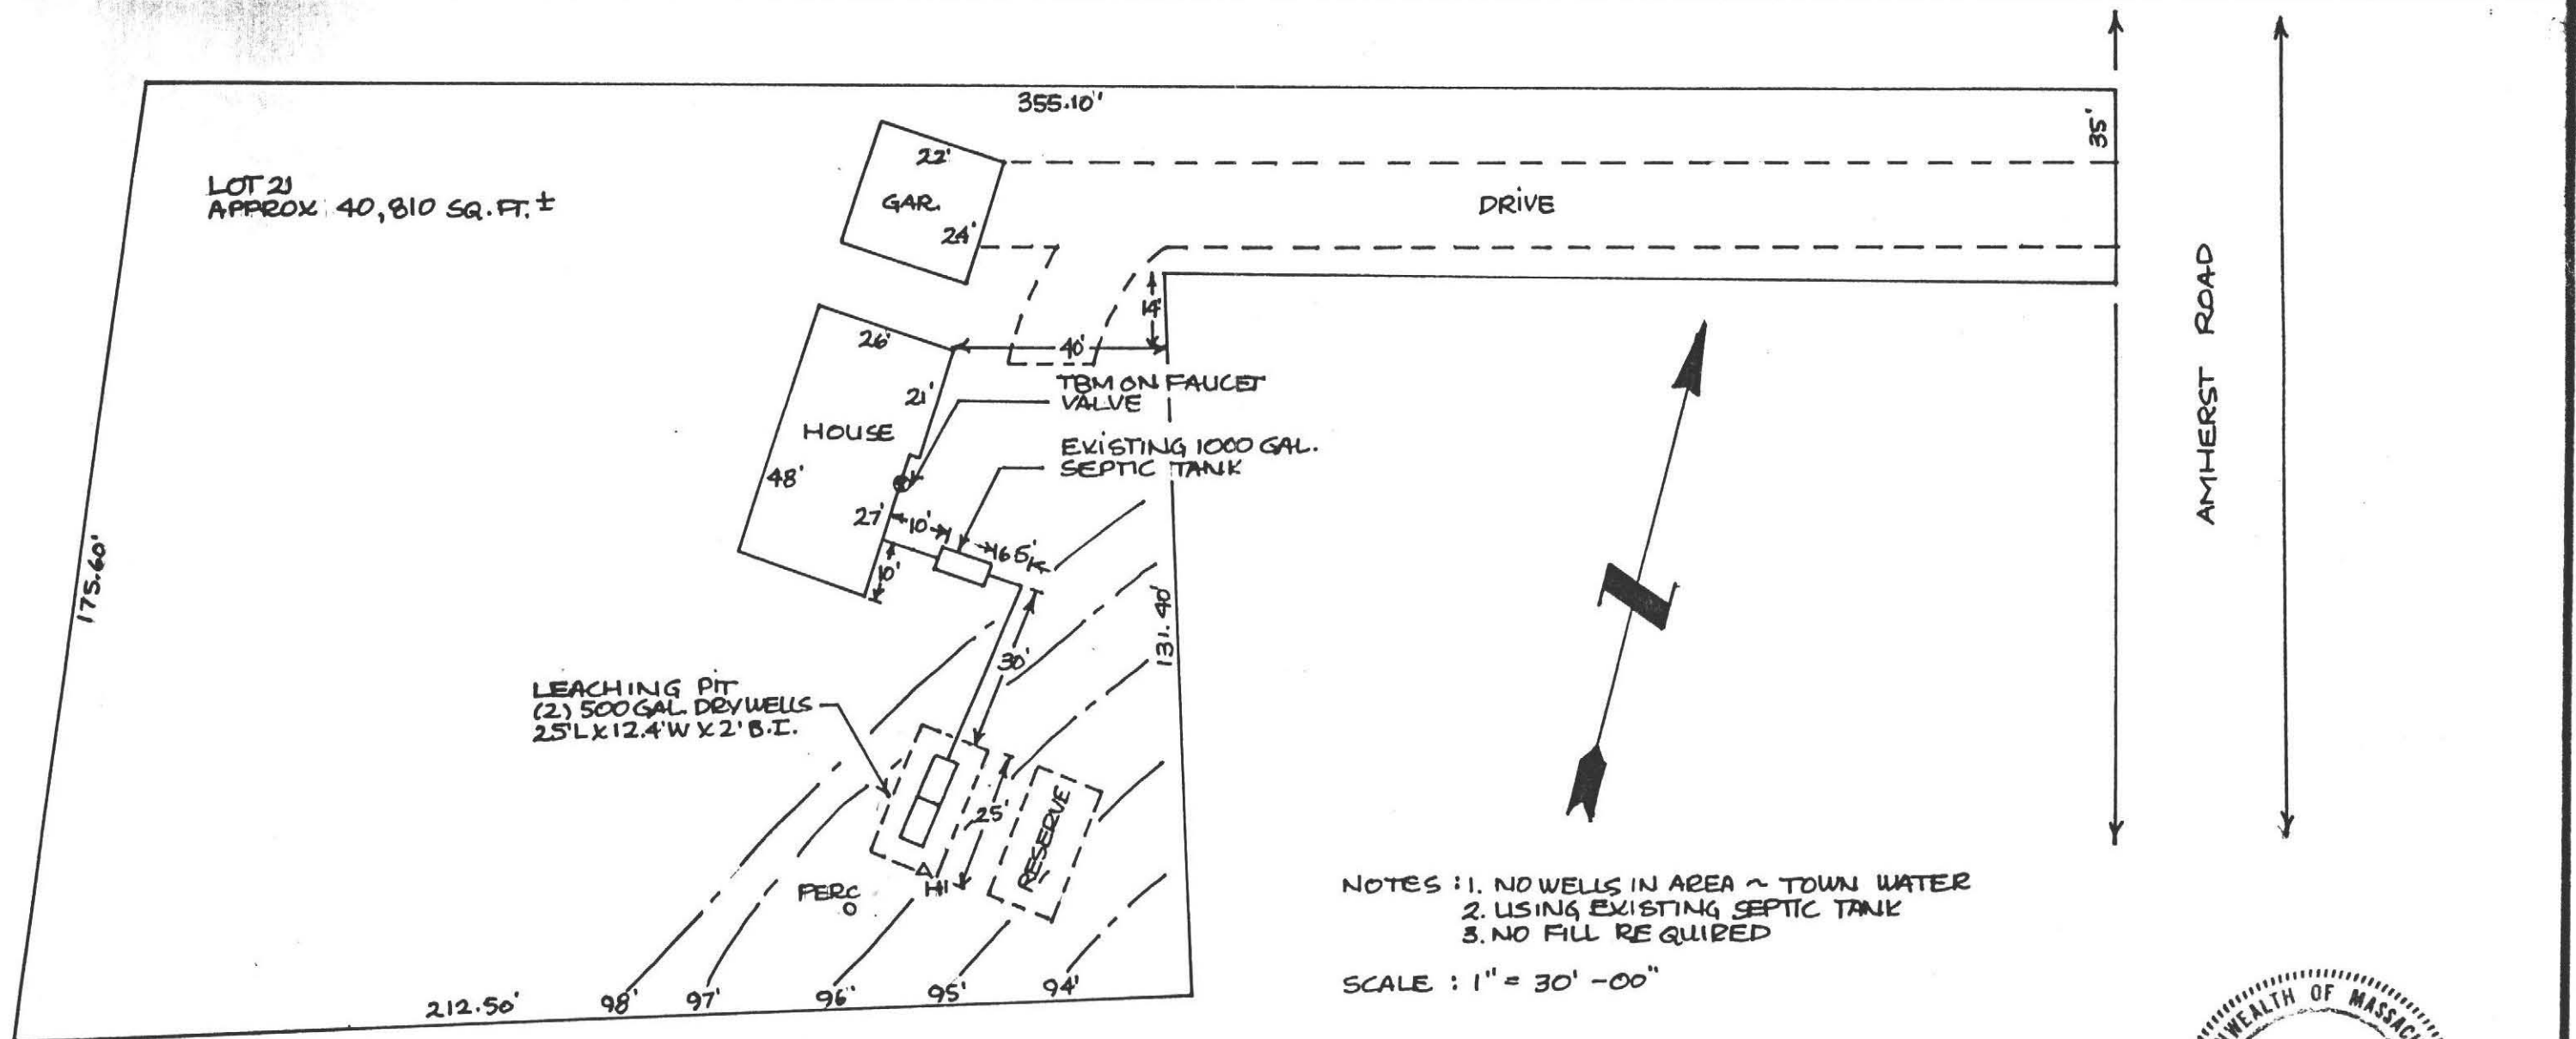 355.10"
35'
LOT 21
APPROX 40,810 SQ.FT.±
22'
GAR.
24'
DRIVE
14'
26'
40'
21'
TBM ON FAUCET
VALVE
HOUSE
EXISTING 1000 GAL.
SEPTIC TANK
48'
27'
10'
AMHERST ROAD
175.60'
131.40'
30'
LEACHING PIT
(2) 500 GAL. DRYWELLS
25'L X 12.4'W X 2' B.I.
25'
RESERVE
PERC
H1
N
NOTES : 1. NO WELLS IN AREA ~ TOWN WATER
2. USING EXISTING SEPTIC TANK
3. NO FILL REQUIRED
SCALE : 1" = 30' -00"
212.50'
98'
97'
96"
95'
94'
WEALTH OF MASSAC